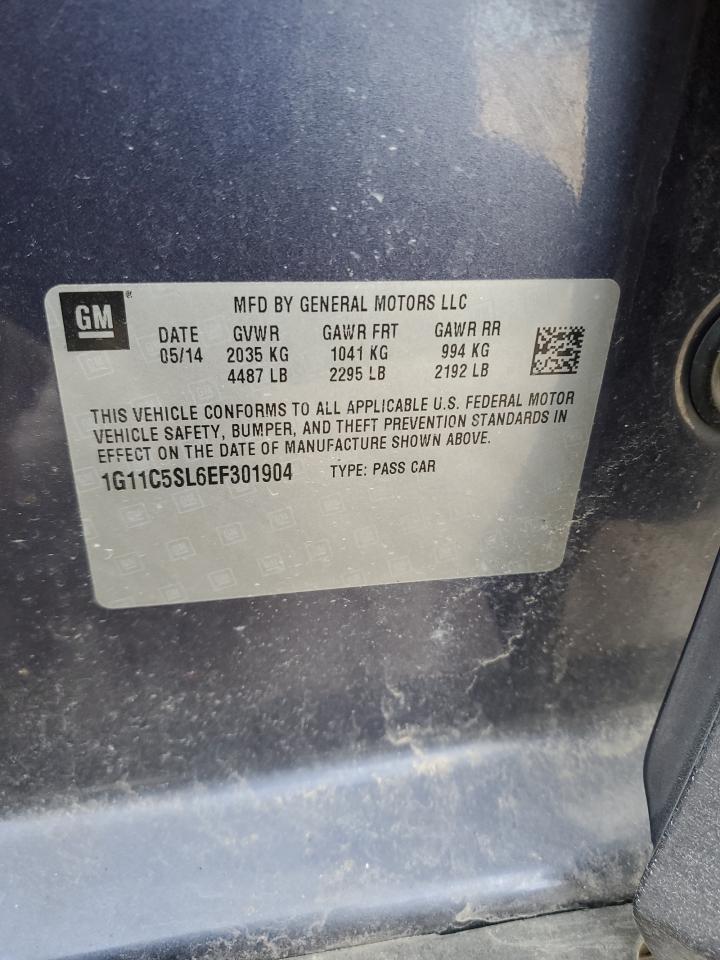 GM®
MFD BY GENERAL MOTORS LLC
DATE GVWR GAWR FRT GAWR RR
05/14 2035 KG 1041 KG 994 KG
4487 LB 2295 LB 2192 LB
THIS VEHICLE CONFORMS TO ALL APPLICABLE U.S. FEDERAL MOTOR
VEHICLE SAFETY, BUMPER, AND THEFT PREVENTION STANDARDS IN
EFFECT ON THE DATE OF MANUFACTURE SHOWN ABOVE.
1G11C5SL6EF301904 TYPE: PASS CAR